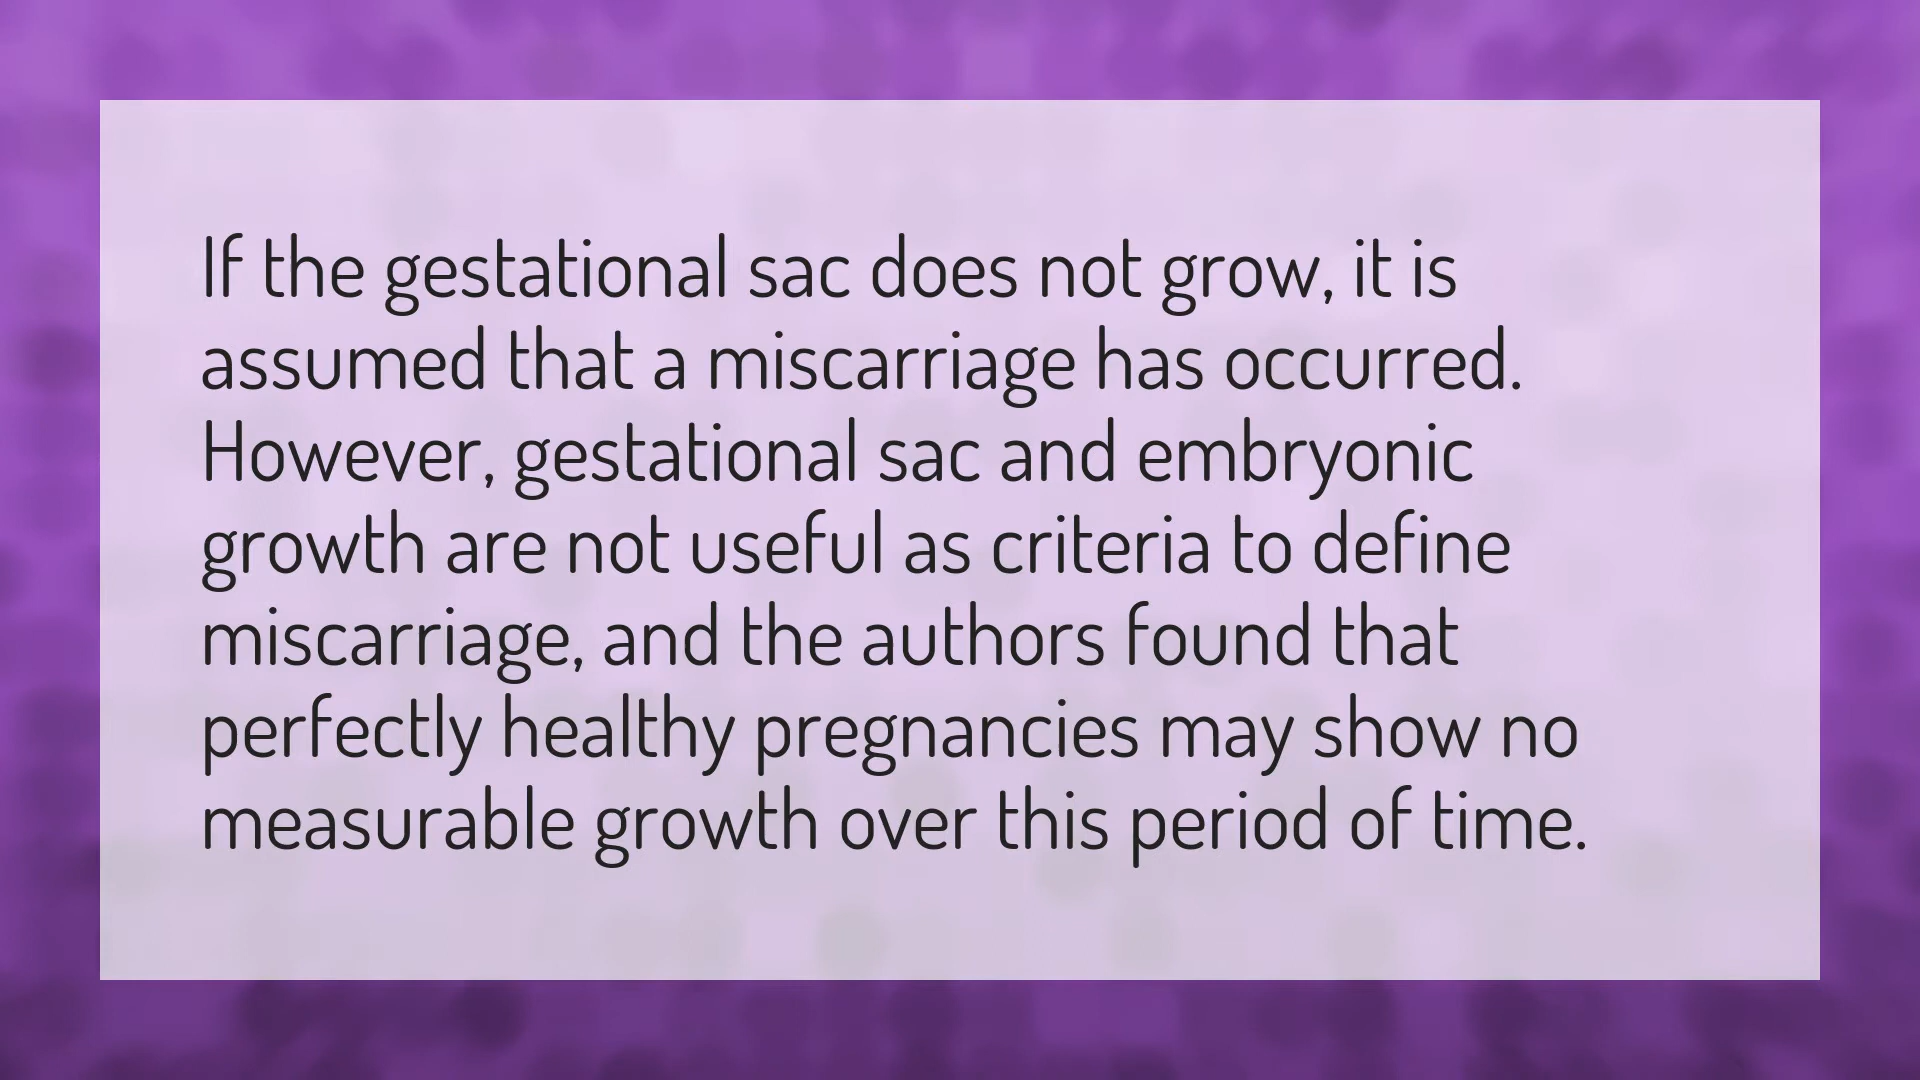 If the gestational sac does not grow, it is
assumed that a miscarriage has occurred.
However, gestational sac and embryonic
growth are not useful as criteria to define
miscarriage, and the authors found that
perfectly healthy pregnancies may show no
measurable growth over this period of time.